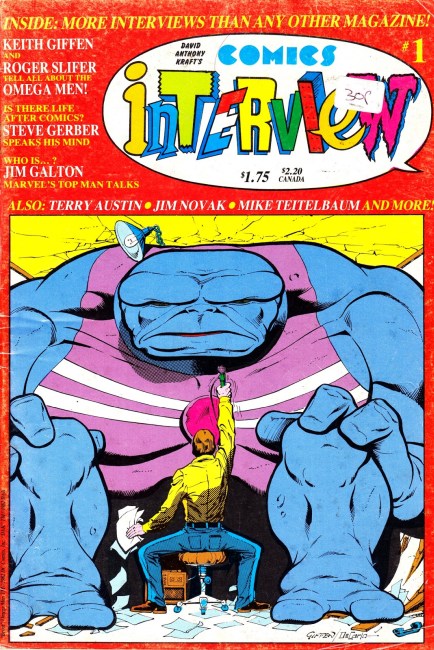 INSIDE: MORE INTERVIEWS THAN ANY OTHER MAGAZINE!
KEITH GIFFEN
AND
ROGER SLIFER
TELL ALL ABOUT THE
OMEGA MEN!
IS THERE LIFE
AFTER COMICS?
STEVE GERBER
SPEAKS HIS MIND
WHO IS...?
JIM GALTON
MARVEL'S TOP MAN TALKS
DAVID
ANTHONY
KRAFT'S
COMICS
INTERVIEW
#1
$1.75
$2.20
CANADA
ALSO: TERRY AUSTIN • JIM NOVAK • MIKE TEITELBAUM AND MORE!
GIFFEN/DeCARLO